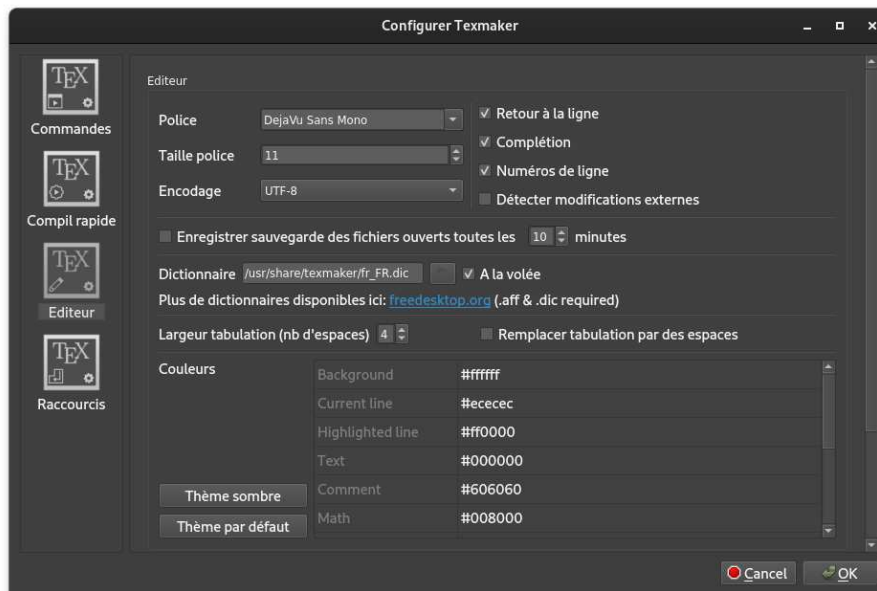 Configurer Texmaker
TEX
Commandes
TEX
Compil rapide
TEX
Editeur
TEX
Raccourcis
Editeur
Police DejaVu Sans Mono
Taille police 11
Encodage UTF-8
Retour à la ligne
Complétion
Numéros de ligne
Détecter modifications externes
Enregistrer sauvegarde des fichiers ouverts toutes les 10 minutes
Dictionnaire /usr/share/texmaker/fr_FR.dic A la volée
Plus de dictionnaires disponibles ici: freedesktop.org (.aff & .dic required)
Largeur tabulation (nb d'espaces) 4 Remplacer tabulation par des espaces
Couleurs
Background #ffffff
Current line #ececec
Highlighted line #ff0000
Text #000000
Comment #606060
Math #008000
Thème sombre
Thème par défaut
Cancel OK